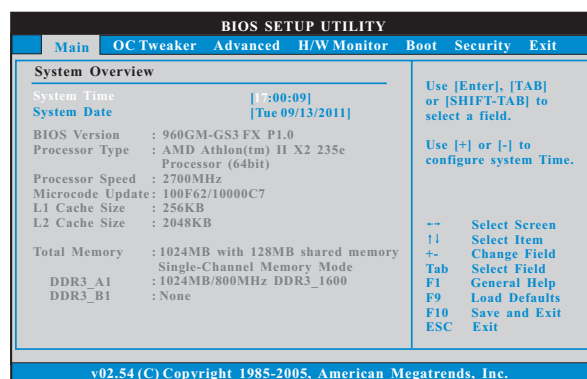 BIOS SETUP UTILITY
Main OC Tweaker Advanced H/W Monitor Boot Security Exit
System Overview
System Time [17:00:09]
System Date [Tue 09/13/2011]
BIOS Version : 960GM-GS3 FX P1.0
Processor Type : AMD Athlon(tm) II X2 235e
Processor (64bit)
Processor Speed : 2700MHz
Microcode Update : 100F62/10000C7
L1 Cache Size : 256KB
L2 Cache Size : 2048KB
Total Memory : 1024MB with 128MB shared memory
Single-Channel Memory Mode
DDR3_A1 : 1024MB/800MHz DDR3_1600
DDR3_B1 : None
Use [Enter], [TAB]
or [SHIFT-TAB] to
select a field.
Use [+] or [-] to
configure system Time.
←→ Select Screen
↑↓ Select Item
+- Change Field
Tab Select Field
F1 General Help
F9 Load Defaults
F10 Save and Exit
ESC Exit
v02.54 (C) Copyright 1985-2005, American Megatrends, Inc.